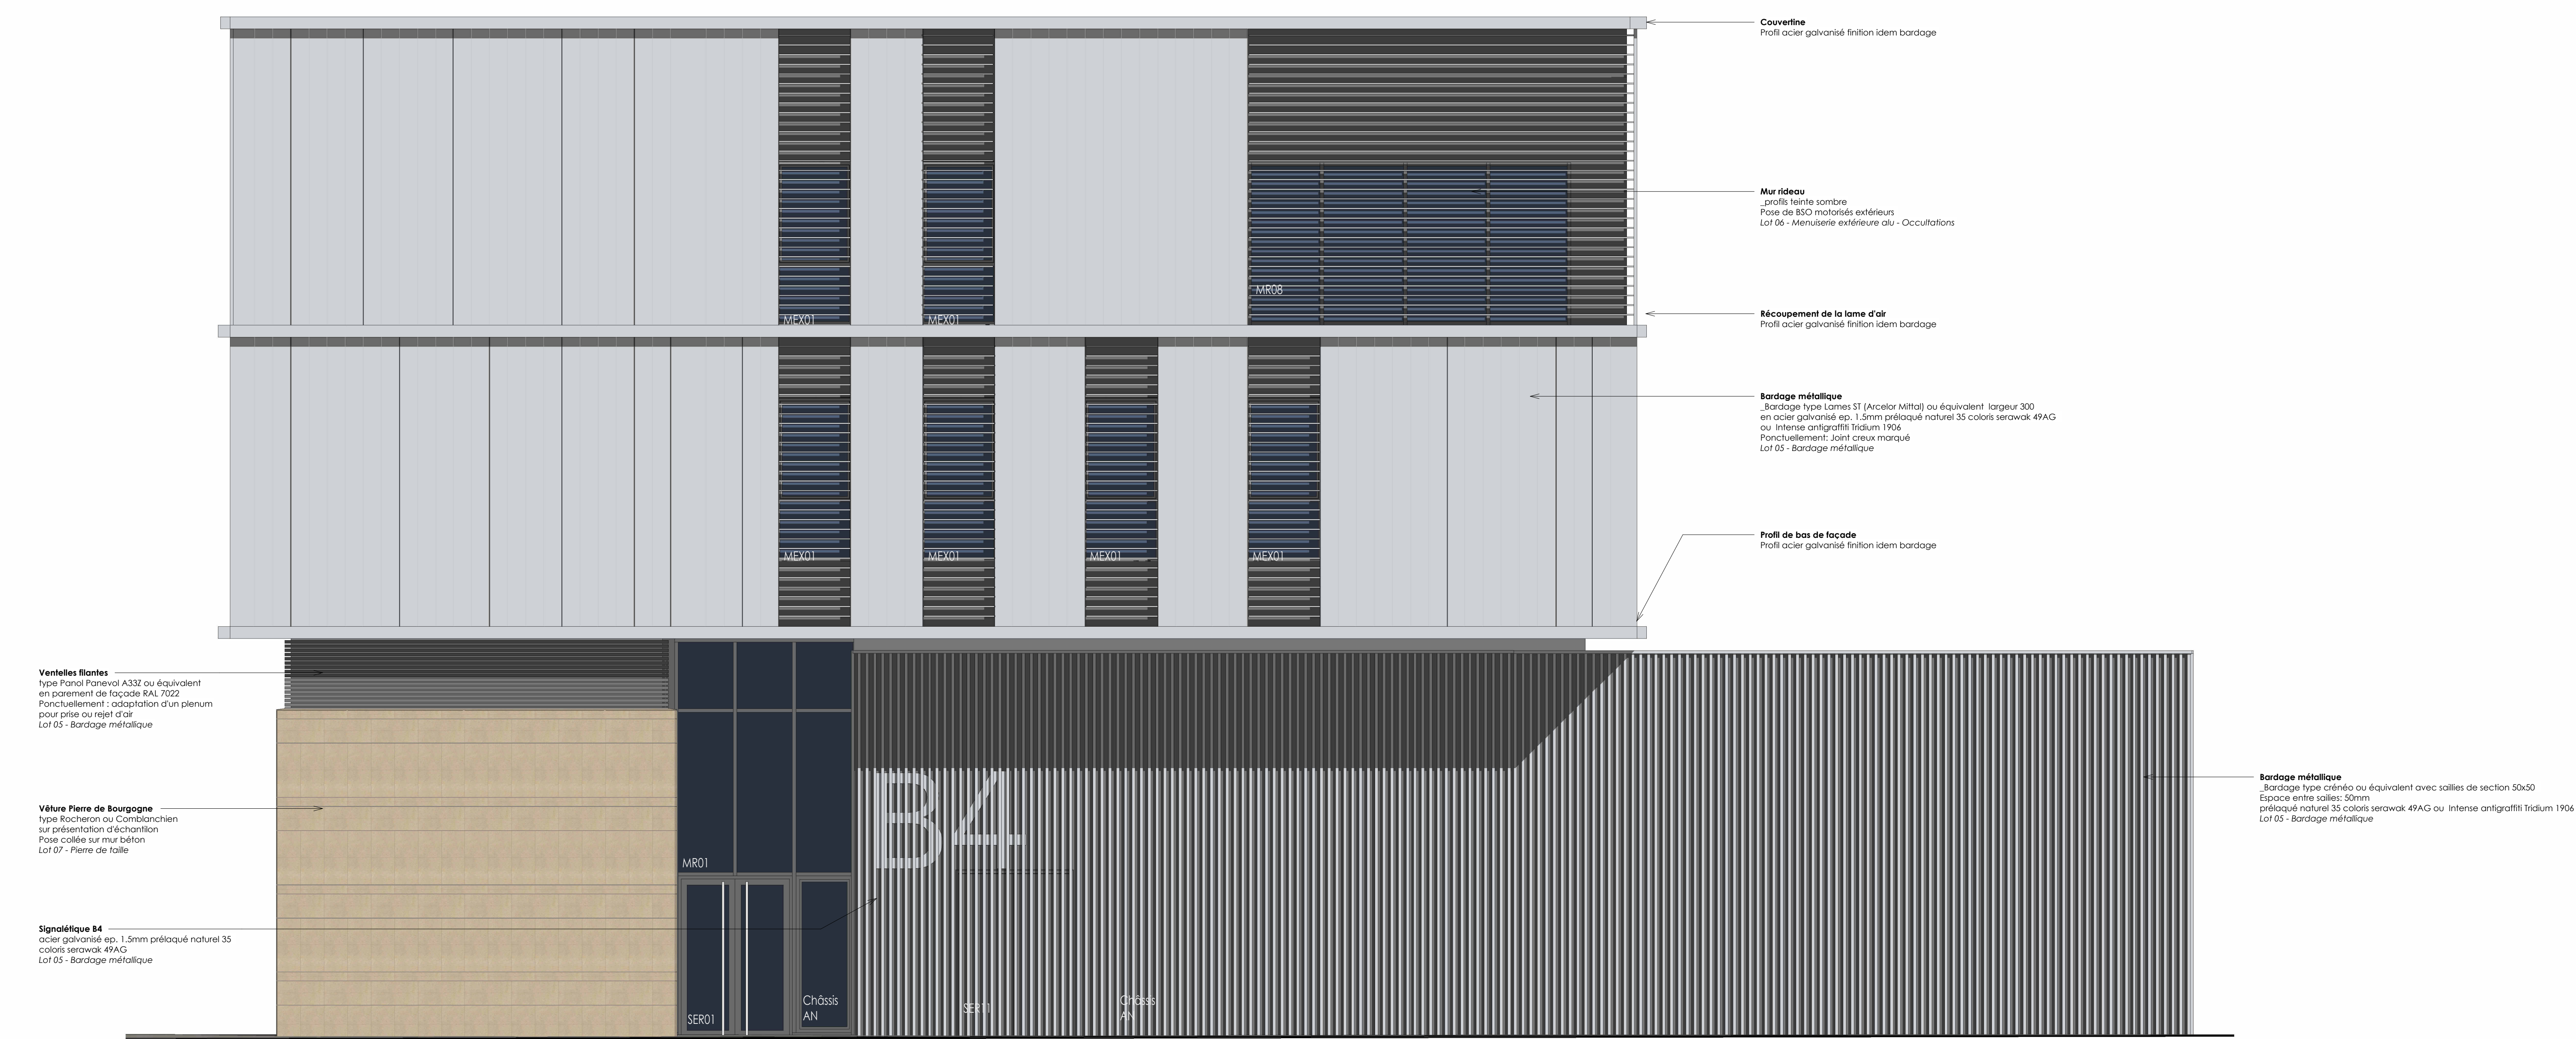 Couvertine
Profil acier galvanisé finition idem bardage
Mur rideau
_profils teinte sombre
Pose de BSO motorisés extérieurs
Lot 06 - Menuiserie extérieure alu - Occultations
MR08
MEX01
MEX01
Récoupement de la lame d'air
Profil acier galvanisé finition idem bardage
Bardage métallique
_Bardage type Lames ST (Arcelor Mittal) ou équivalent largeur 300
en acier galvanisé ep. 1.5mm prélaqué naturel 35 coloris serawak 49AG
ou Intense antigraffiti Tridium 1906
Ponctuellement: Joint creux marqué
Lot 05 - Bardage métallique
Profil de bas de façade
Profil acier galvanisé finition idem bardage
MEX01
MEX01
MEX01
MEX01
Ventelles filantes
type Panol Panevol A33Z ou équivalent
en parement de façade RAL 7022
Ponctuellement : adaptation d'un plenum
pour prise ou rejet d'air
Lot 05 - Bardage métallique
Vêture Pierre de Bourgogne
type Rocheron ou Comblanchien
sur présentation d'échantilon
Pose collée sur mur béton
Lot 07 - Pierre de taille
Signalétique B4
acier galvanisé ep. 1.5mm prélaqué naturel 35
coloris serawak 49AG
Lot 05 - Bardage métallique
B4
MR01
SER01
Châssis
AN
SER11
Châssis
AN
Bardage métallique
_Bardage type crénéo ou équivalent avec saillies de section 50x50
Espace entre sailies: 50mm
prélaqué naturel 35 coloris serawak 49AG ou Intense antigraffiti Tridium 1906
Lot 05 - Bardage métallique